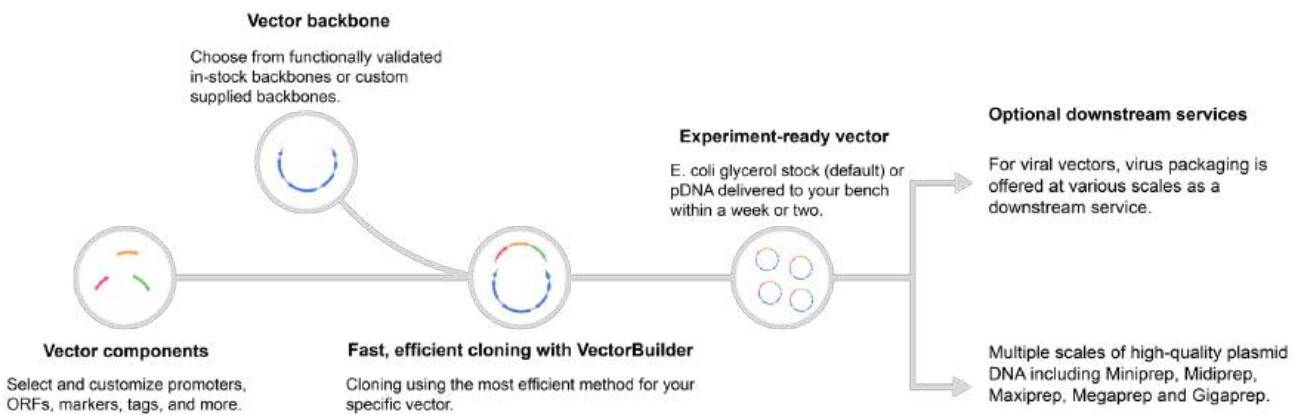 Vector backbone
Choose from functionally validated
in-stock backbones or custom
supplied backbones.
Experiment-ready vector
E. coli glycerol stock (default) or
pDNA delivered to your bench
within a week or two.
Optional downstream services
For viral vectors, virus packaging is
offered at various scales as a
downstream service.
Vector components
Select and customize promoters,
ORFs, markers, tags, and more.
Fast, efficient cloning with VectorBuilder
Cloning using the most efficient method for your
specific vector.
Multiple scales of high-quality plasmid
DNA including Miniprep, Midiprep,
Maxiprep, Megaprep and Gigaprep.